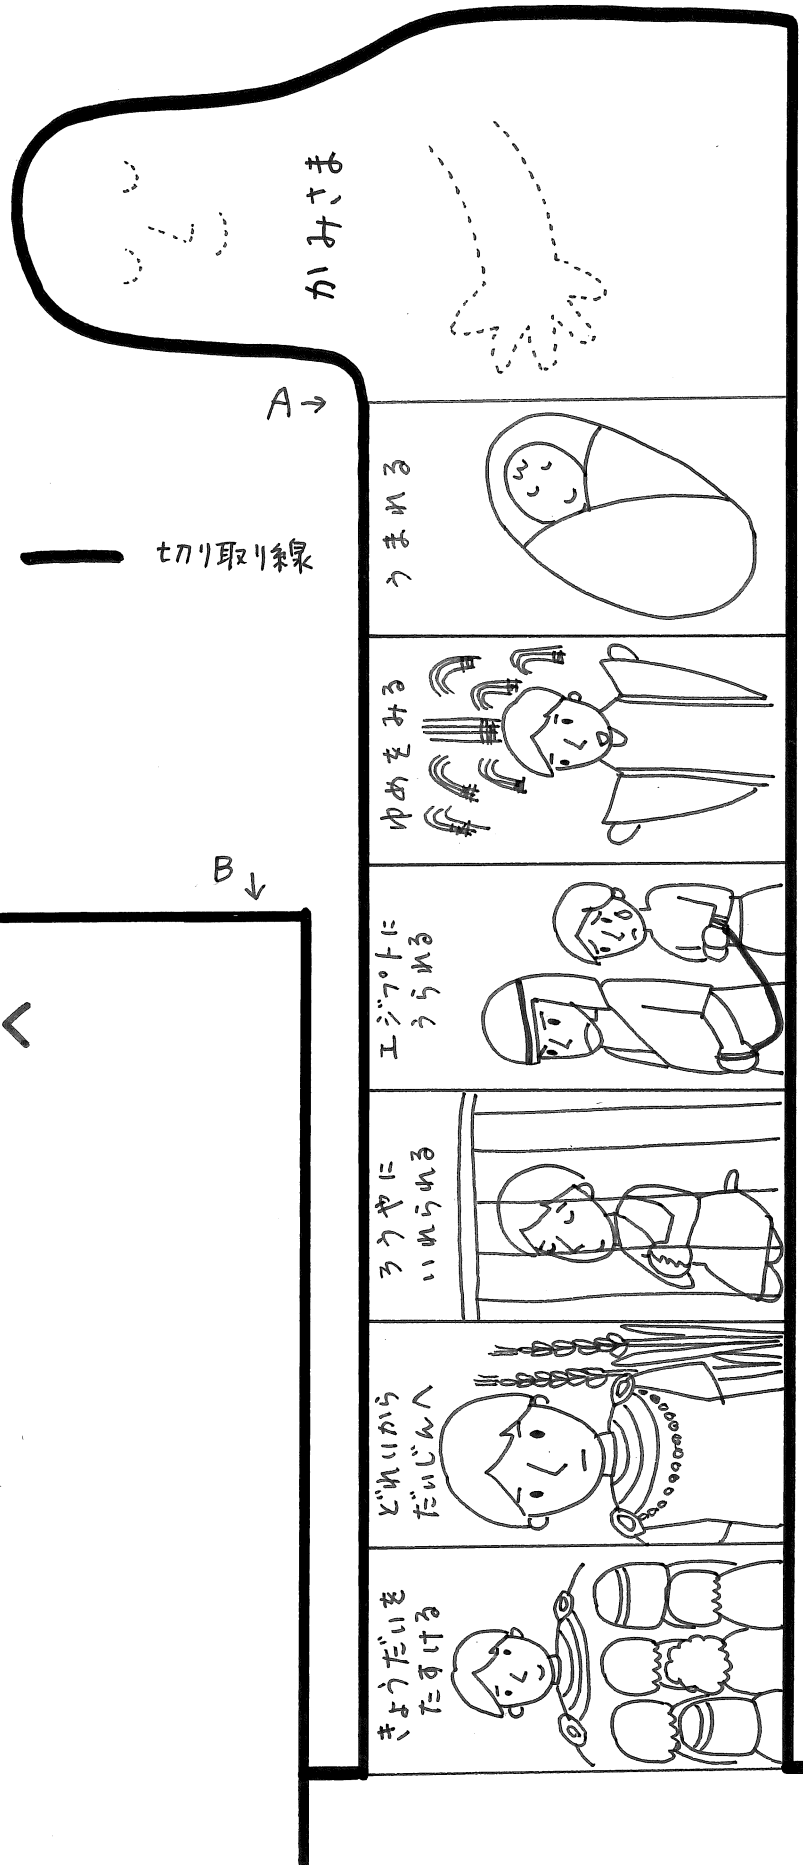 かみさま
A→
うまれる
切り取り線
ゆめをみる
B↓
エジプトに
うられる
ろうやに
いれられる
どれいから
だいじんへ
きょうだいを
たすける